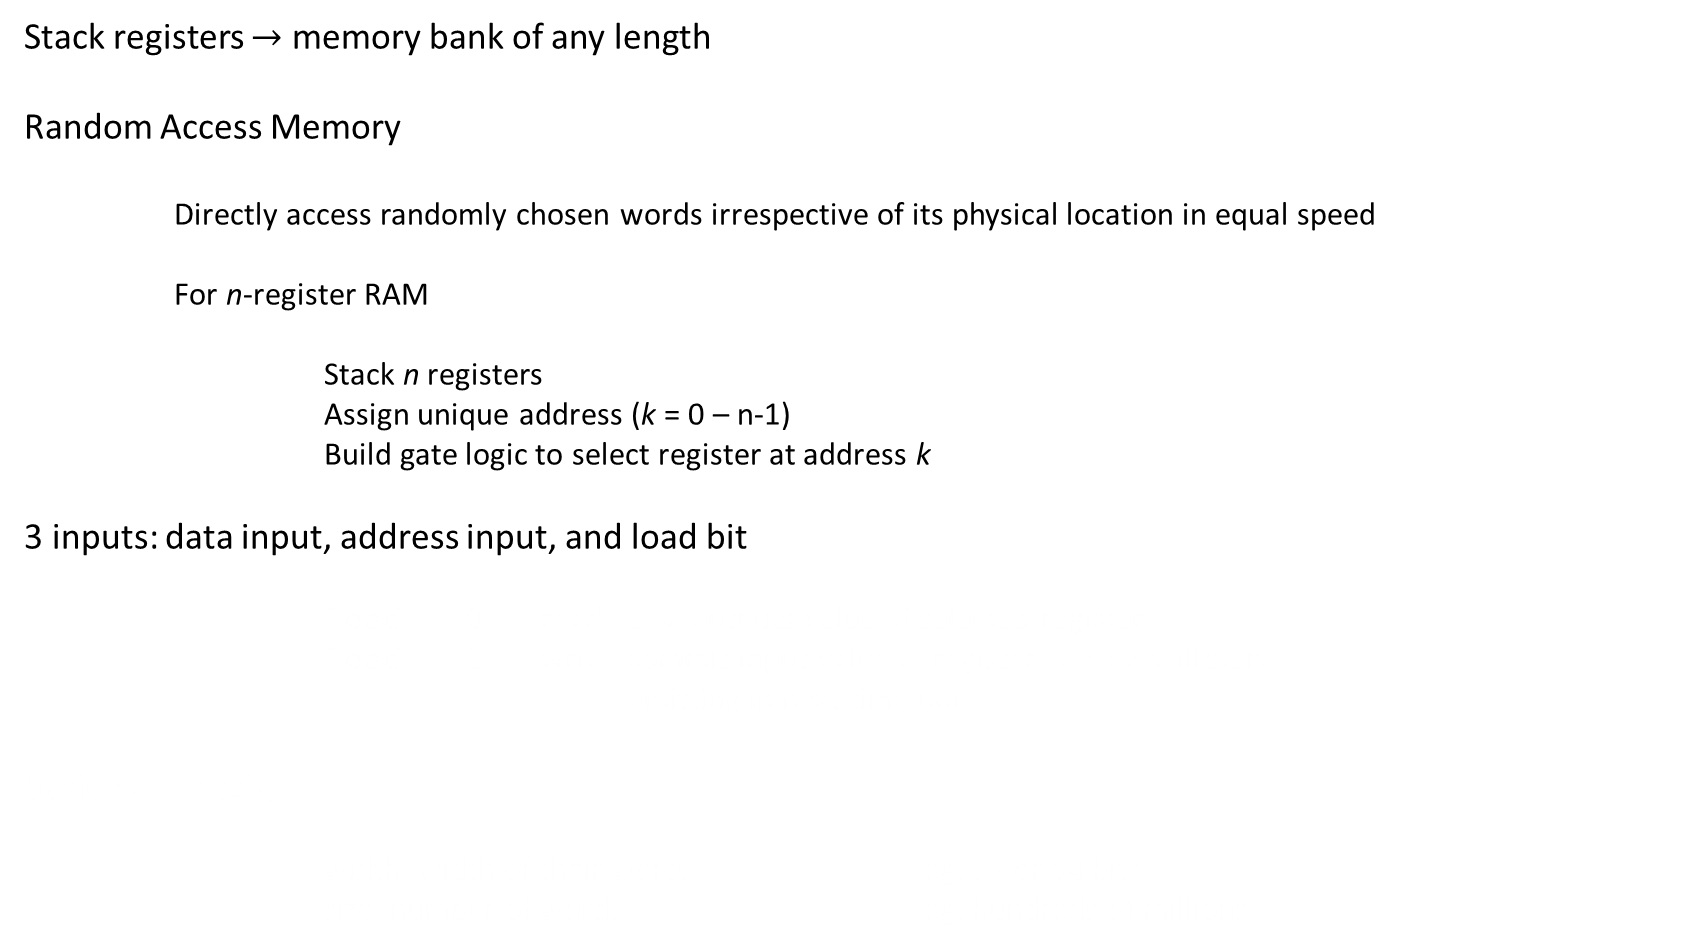 Stack registers → memory bank of any length
Random Access Memory
Directly access randomly chosen words irrespective of its physical location in equal speed
For n-register RAM
Stack n registers
Assign unique address (k = 0 – n-1)
Build gate logic to select register at address k
3 inputs: data input, address input, and load bit